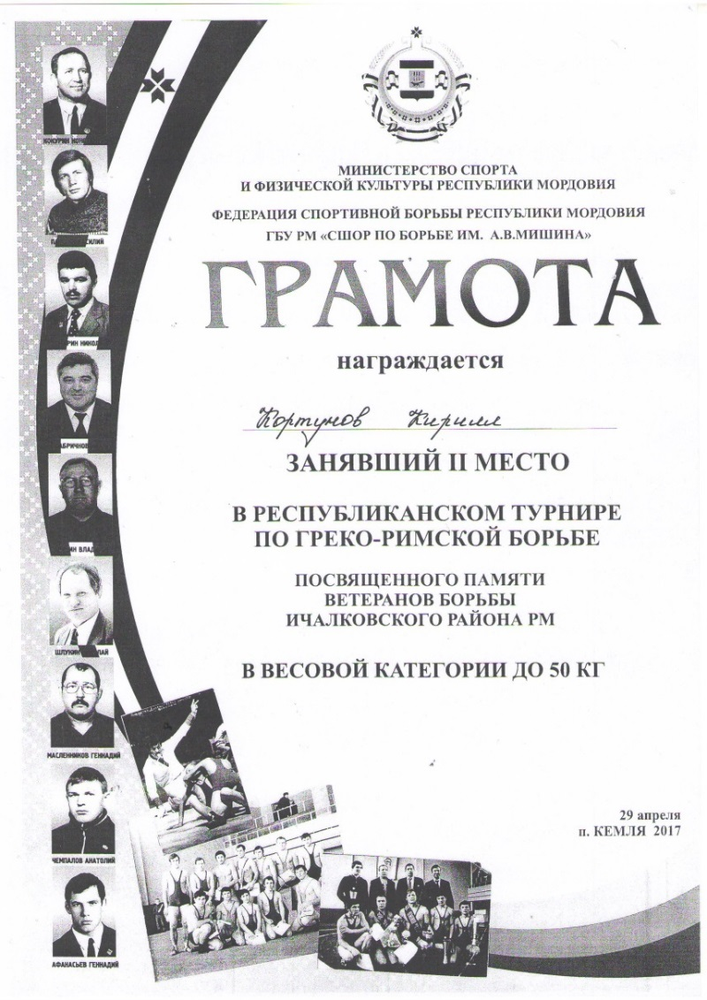 МИНИСТЕРСТВО СПОРТА
И ФИЗИЧЕСКОЙ КУЛЬТУРЫ РЕСПУБЛИКИ МОРДОВИЯ
ФЕДЕРАЦИЯ СПОРТИВНОЙ БОРЬБЫ РЕСПУБЛИКИ МОРДОВИЯ
ГБУ РМ «СШОР ПО БОРЬБЕ ИМ. А.В.МИШИНА»
ГРАМОТА
награждается
Кортунов Кирилл
ЗАНЯВШИЙ II МЕСТО
В РЕСПУБЛИКАНСКОМ ТУРНИРЕ
ПО ГРЕКО-РИМСКОЙ БОРЬБЕ
ПОСВЯЩЕННОГО ПАМЯТИ
ВЕТЕРАНОВ БОРЬБЫ
ИЧАЛКОВСКОГО РАЙОНА РМ
В ВЕСОВОЙ КАТЕГОРИИ ДО 50 КГ
29 апреля
п. КЕМЛЯ 2017
КОКУРИН
ШЛУКИН
МАСЛЕННИКОВ ГЕННАДИЙ
ЧЕМПАЛОВ АНАТОЛИЙ
АФАНАСЬЕВ ГЕННАДИЙ